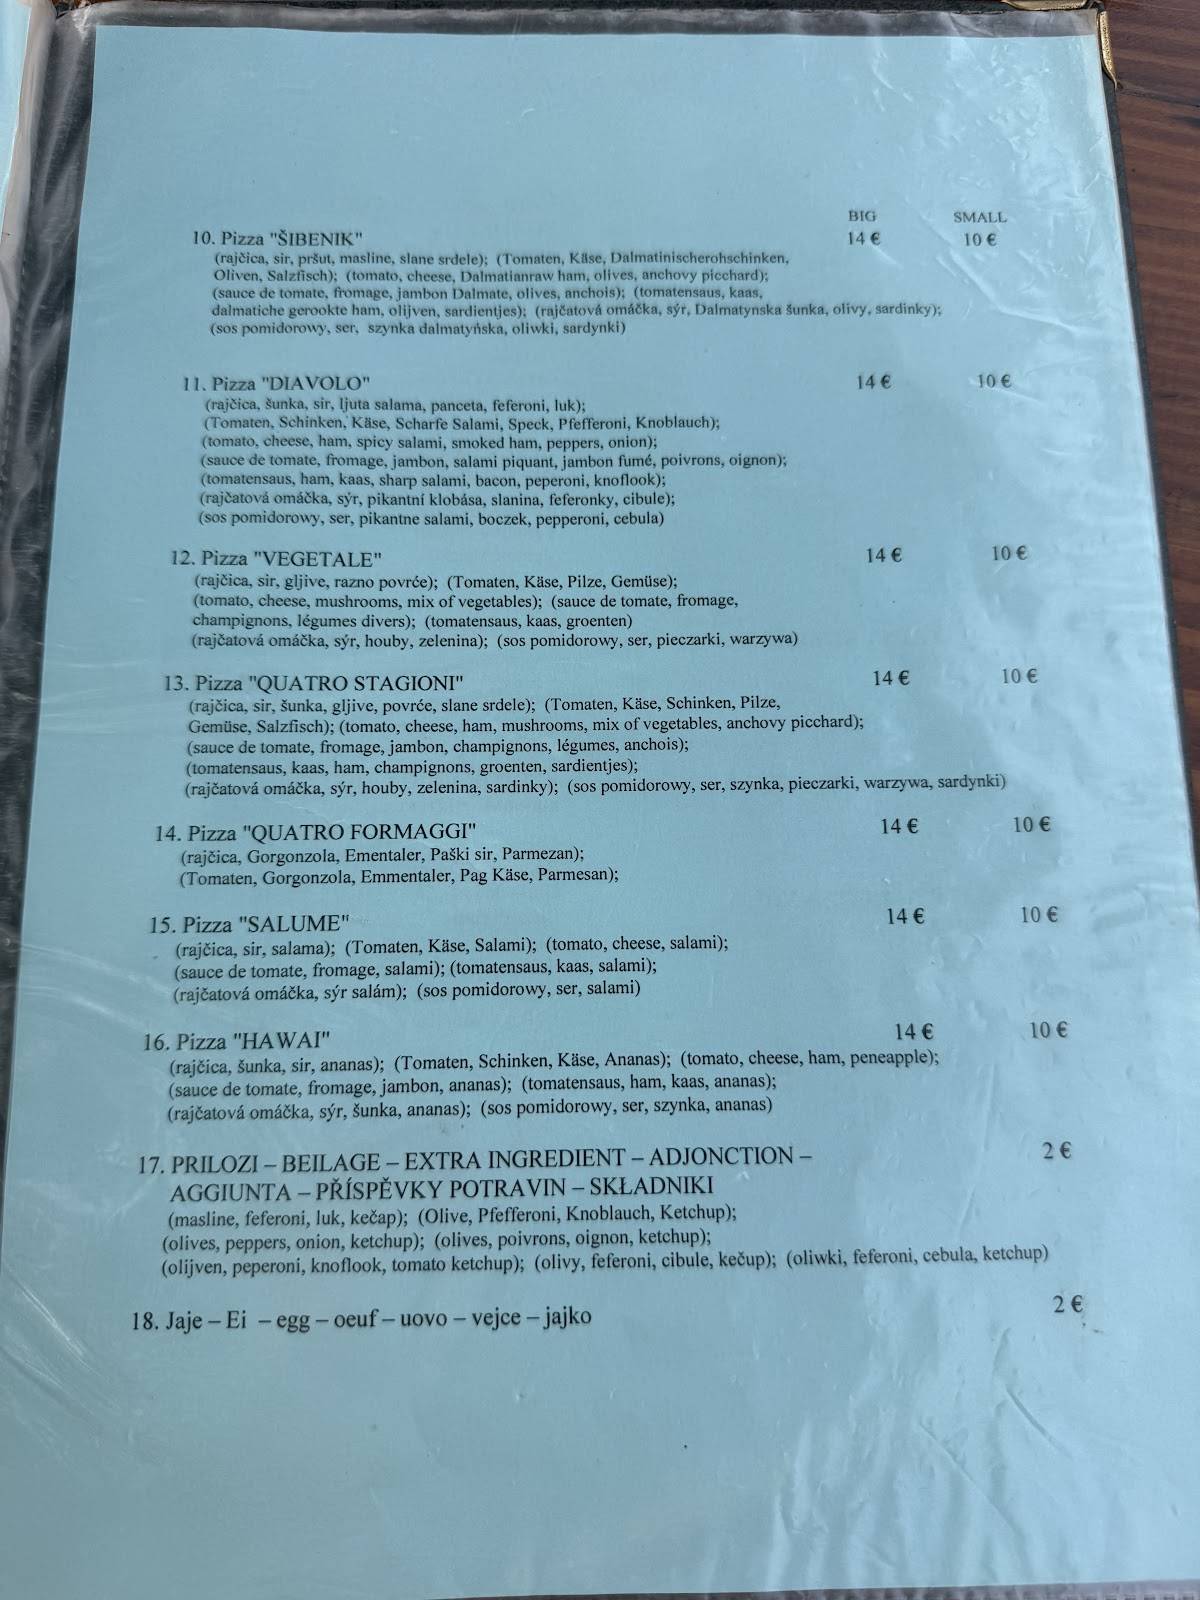 BIG SMALL
10. Pizza "ŠIBENIK" 14 € 10 €
(rajčica, sir, pršut, masline, slane srdele); (Tomaten, Käse, Dalmatinischerohschinken,
Oliven, Salzfisch); (tomato, cheese, Dalmatianraw ham, olives, anchovy picchard);
(sauce de tomate, fromage, jambon Dalmate, olives, anchois); (tomatensaus, kaas,
dalmatiche gerookte ham, olijven, sardientjes); (rajčatová omáčka, sýr, Dalmatynska šunka, olivy, sardinky);
(sos pomidorowy, ser, szynka dalmatyńska, oliwki, sardynki)
11. Pizza "DIAVOLO" 14 € 10 €
(rajčica, šunka, sir, ljuta salama, panceta, feferoni, luk);
(Tomaten, Schinken, Käse, Scharfe Salami, Speck, Pfefferoni, Knoblauch);
(tomato, cheese, ham, spicy salami, smoked ham, peppers, onion);
(sauce de tomate, fromage, jambon, salami piquant, jambon fumé, poivrons, oignon);
(tomatensaus, ham, kaas, sharp salami, bacon, peperoni, knoflook);
(rajčatová omáčka, sýr, pikantní klobása, slanina, feferonky, cibule);
(sos pomidorowy, ser, pikantne salami, boczek, pepperoni, cebula)
12. Pizza "VEGETALE" 14 € 10 €
(rajčica, sir, gljive, razno povrće); (Tomaten, Käse, Pilze, Gemüse);
(tomato, cheese, mushrooms, mix of vegetables); (sauce de tomate, fromage,
champignons, légumes divers); (tomatensaus, kaas, groenten)
(rajčatová omáčka, sýr, houby, zelenina); (sos pomidorowy, ser, pieczarki, warzywa)
13. Pizza "QUATRO STAGIONI" 14 € 10 €
(rajčica, sir, šunka, gljive, povrće, slane srdele); (Tomaten, Käse, Schinken, Pilze,
Gemüse, Salzfisch); (tomato, cheese, ham, mushrooms, mix of vegetables, anchovy picchard);
(sauce de tomate, fromage, jambon, champignons, légumes, anchois);
(tomatensaus, kaas, ham, champignons, groenten, sardientjes);
(rajčatová omáčka, sýr, houby, zelenina, sardinky); (sos pomidorowy, ser, szynka, pieczarki, warzywa, sardynki)
14. Pizza "QUATRO FORMAGGI" 14 € 10 €
(rajčica, Gorgonzola, Ementaler, Paški sir, Parmezan);
(Tomaten, Gorgonzola, Emmentaler, Pag Käse, Parmesan);
15. Pizza "SALUME" 14 € 10 €
(rajčica, sir, salama); (Tomaten, Käse, Salami); (tomato, cheese, salami);
(sauce de tomate, fromage, salami); (tomatensaus, kaas, salami);
(rajčatová omáčka, sýr salám); (sos pomidorowy, ser, salami)
16. Pizza "HAWAI" 14 € 10 €
(rajčica, šunka, sir, ananas); (Tomaten, Schinken, Käse, Ananas); (tomato, cheese, ham, peneapple);
(sauce de tomate, fromage, jambon, ananas); (tomatensaus, ham, kaas, ananas);
(rajčatová omáčka, sýr, šunka, ananas); (sos pomidorowy, ser, szynka, ananas)
17. PRILOZI – BEILAGE – EXTRA INGREDIENT – ADJONCTION – 2 €
AGGIUNTA – PŘÍSPĚVKY POTRAVIN – SKŁADNIKI
(masline, feferoni, luk, kečap); (Olive, Pfefferoni, Knoblauch, Ketchup);
(olives, peppers, onion, ketchup); (olives, poivrons, oignon, ketchup);
(olijven, peperoni, knoflook, tomato ketchup); (olivy, feferoni, cibule, kečup); (oliwki, feferoni, cebula, ketchup)
18. Jaje – Ei – egg – oeuf – uovo – vejce – jajko 2 €